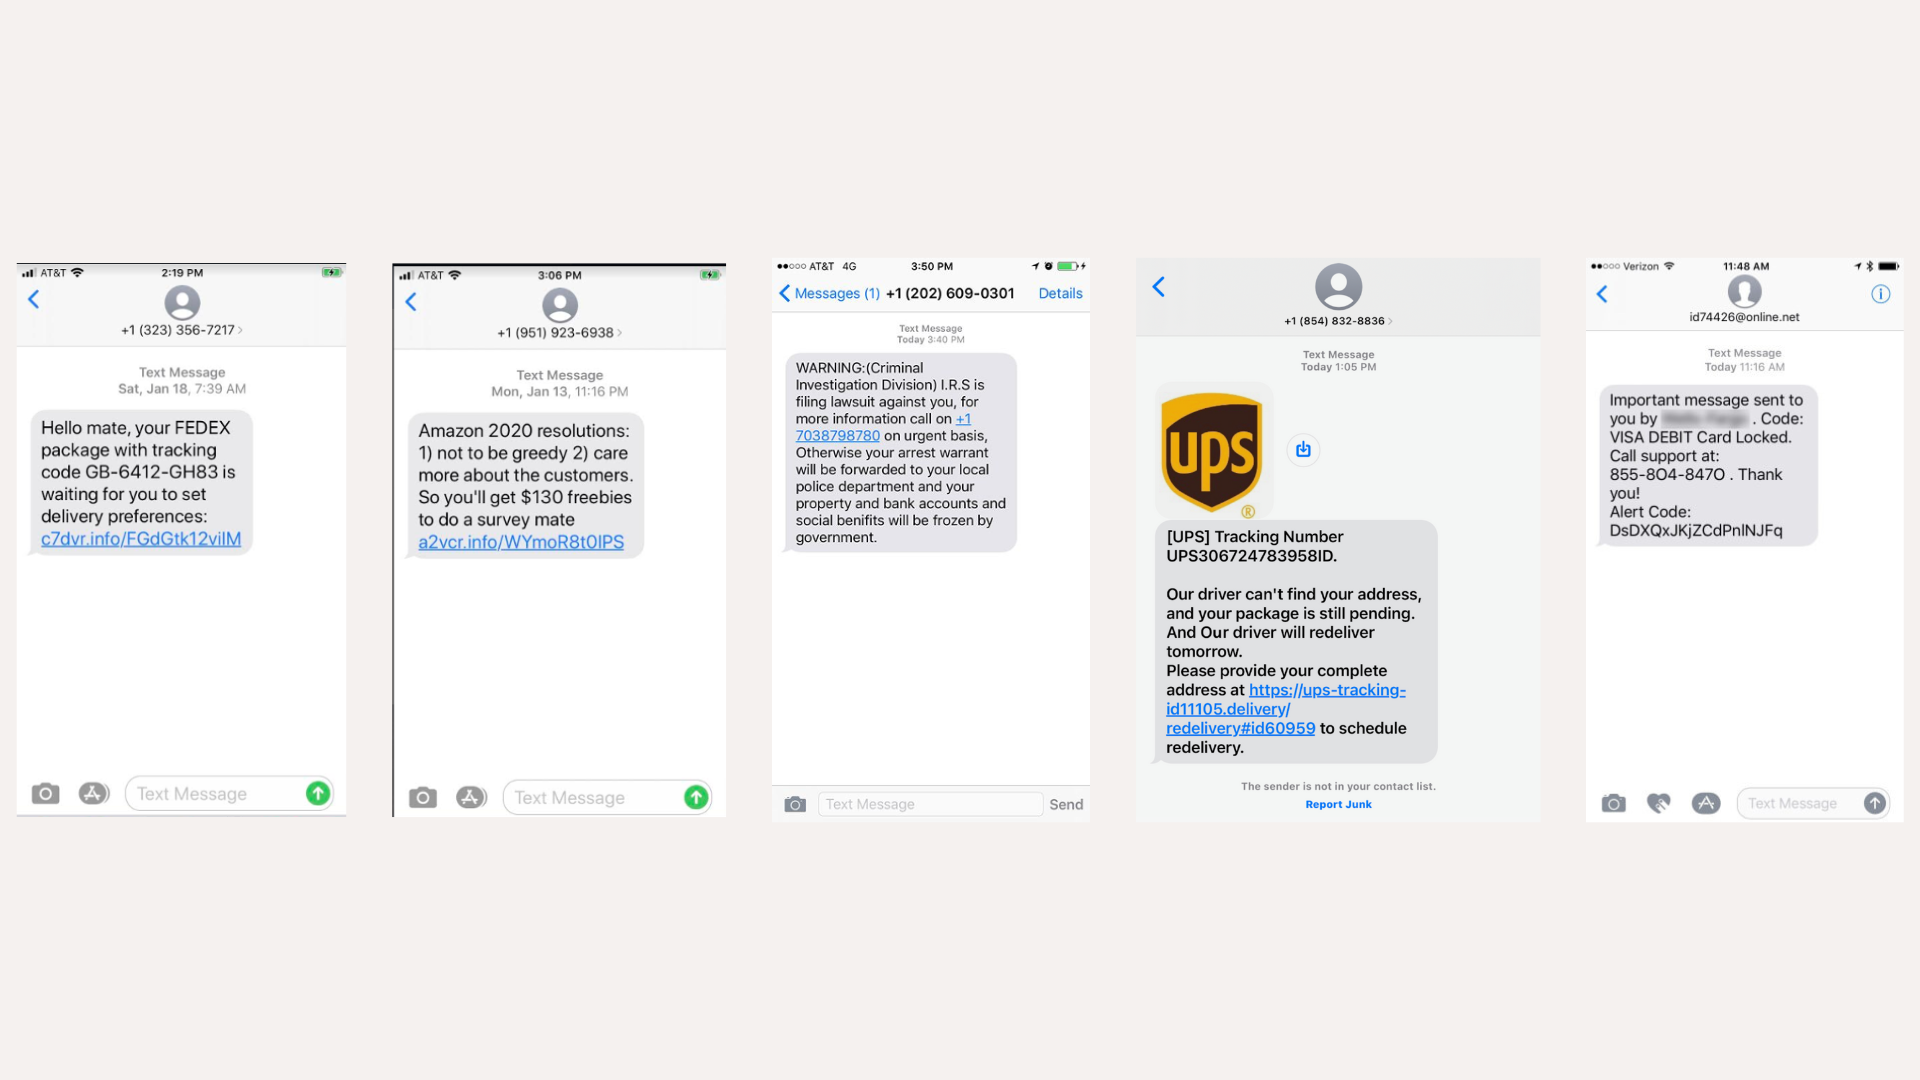 AT&T
2:19 PM
+1 (323) 356-7217
Text Message
Sat, Jan 18, 7:39 AM
Hello mate, your FEDEX
package with tracking
code GB-6412-GH83 is
waiting for you to set
delivery preferences:
c7dvr.info/FGdGtk12vilM
Text Message
AT&T
3:06 PM
+1 (951) 923-6938
Text Message
Mon, Jan 13, 11:16 PM
Amazon 2020 resolutions:
1) not to be greedy 2) care
more about the customers.
So you'll get $130 freebies
to do a survey mate
a2vcr.info/WYmoR8t0lPS
Text Message
AT&T 4G
3:50 PM
Messages (1) +1 (202) 609-0301 Details
Text Message
Today 3:40 PM
WARNING:(Criminal
Investigation Division) I.R.S is
filing lawsuit against you, for
more information call on +1
7038798780 on urgent basis,
Otherwise your arrest warrant
will be forwarded to your local
police department and your
property and bank accounts and
social benifits will be frozen by
government.
Text Message Send
+1 (854) 832-8836
Text Message
Today 1:05 PM
ups
®
[UPS] Tracking Number
UPS306724783958ID.
Our driver can't find your address,
and your package is still pending.
And Our driver will redeliver
tomorrow.
Please provide your complete
address at https://ups-tracking-
id11105.delivery/
redelivery#id60959 to schedule
redelivery.
The sender is not in your contact list.
Report Junk
Verizon
11:48 AM
id74426@online.net
Text Message
Today 11:16 AM
Important message sent to
you by . Code:
VISA DEBIT Card Locked.
Call support at:
855-8O4-847O . Thank
you!
Alert Code:
DsDXQxJKjZCdPnlNJFq
Text Message